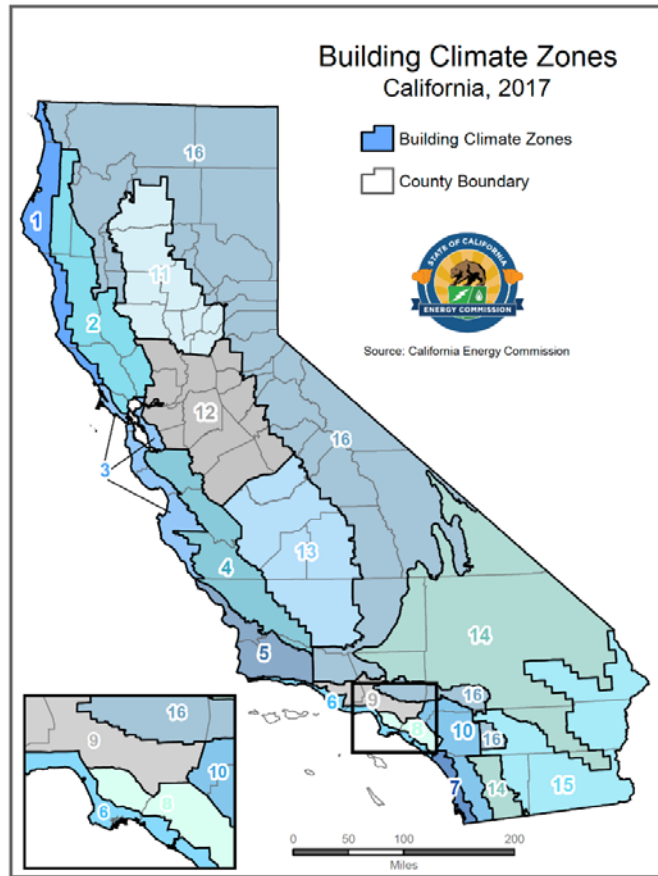 Building Climate Zones
California, 2017
Building Climate Zones
County Boundary
STATE OF CALIFORNIA
ENERGY COMMISSION
Source: California Energy Commission
16
1
11
2
12
16
3
13
4
14
5
6
9
16
8
10
16
7
14
15
16
9
10
8
6
0 50 100 200
Miles